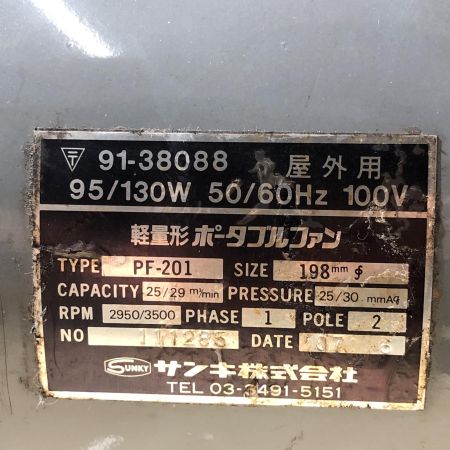 〒 91-38088 屋外用
95/130W 50/60Hz 100V
軽量形 ポータブルファン
TYPE PF-201 SIZE 198mm ∮
CAPACITY 25/29 m³/min PRESSURE 25/30 mmAq
RPM 2950/3500 PHASE 1 POLE 2
NO DATE
SUNKY サンキ株式会社
TEL 03-3491-5151